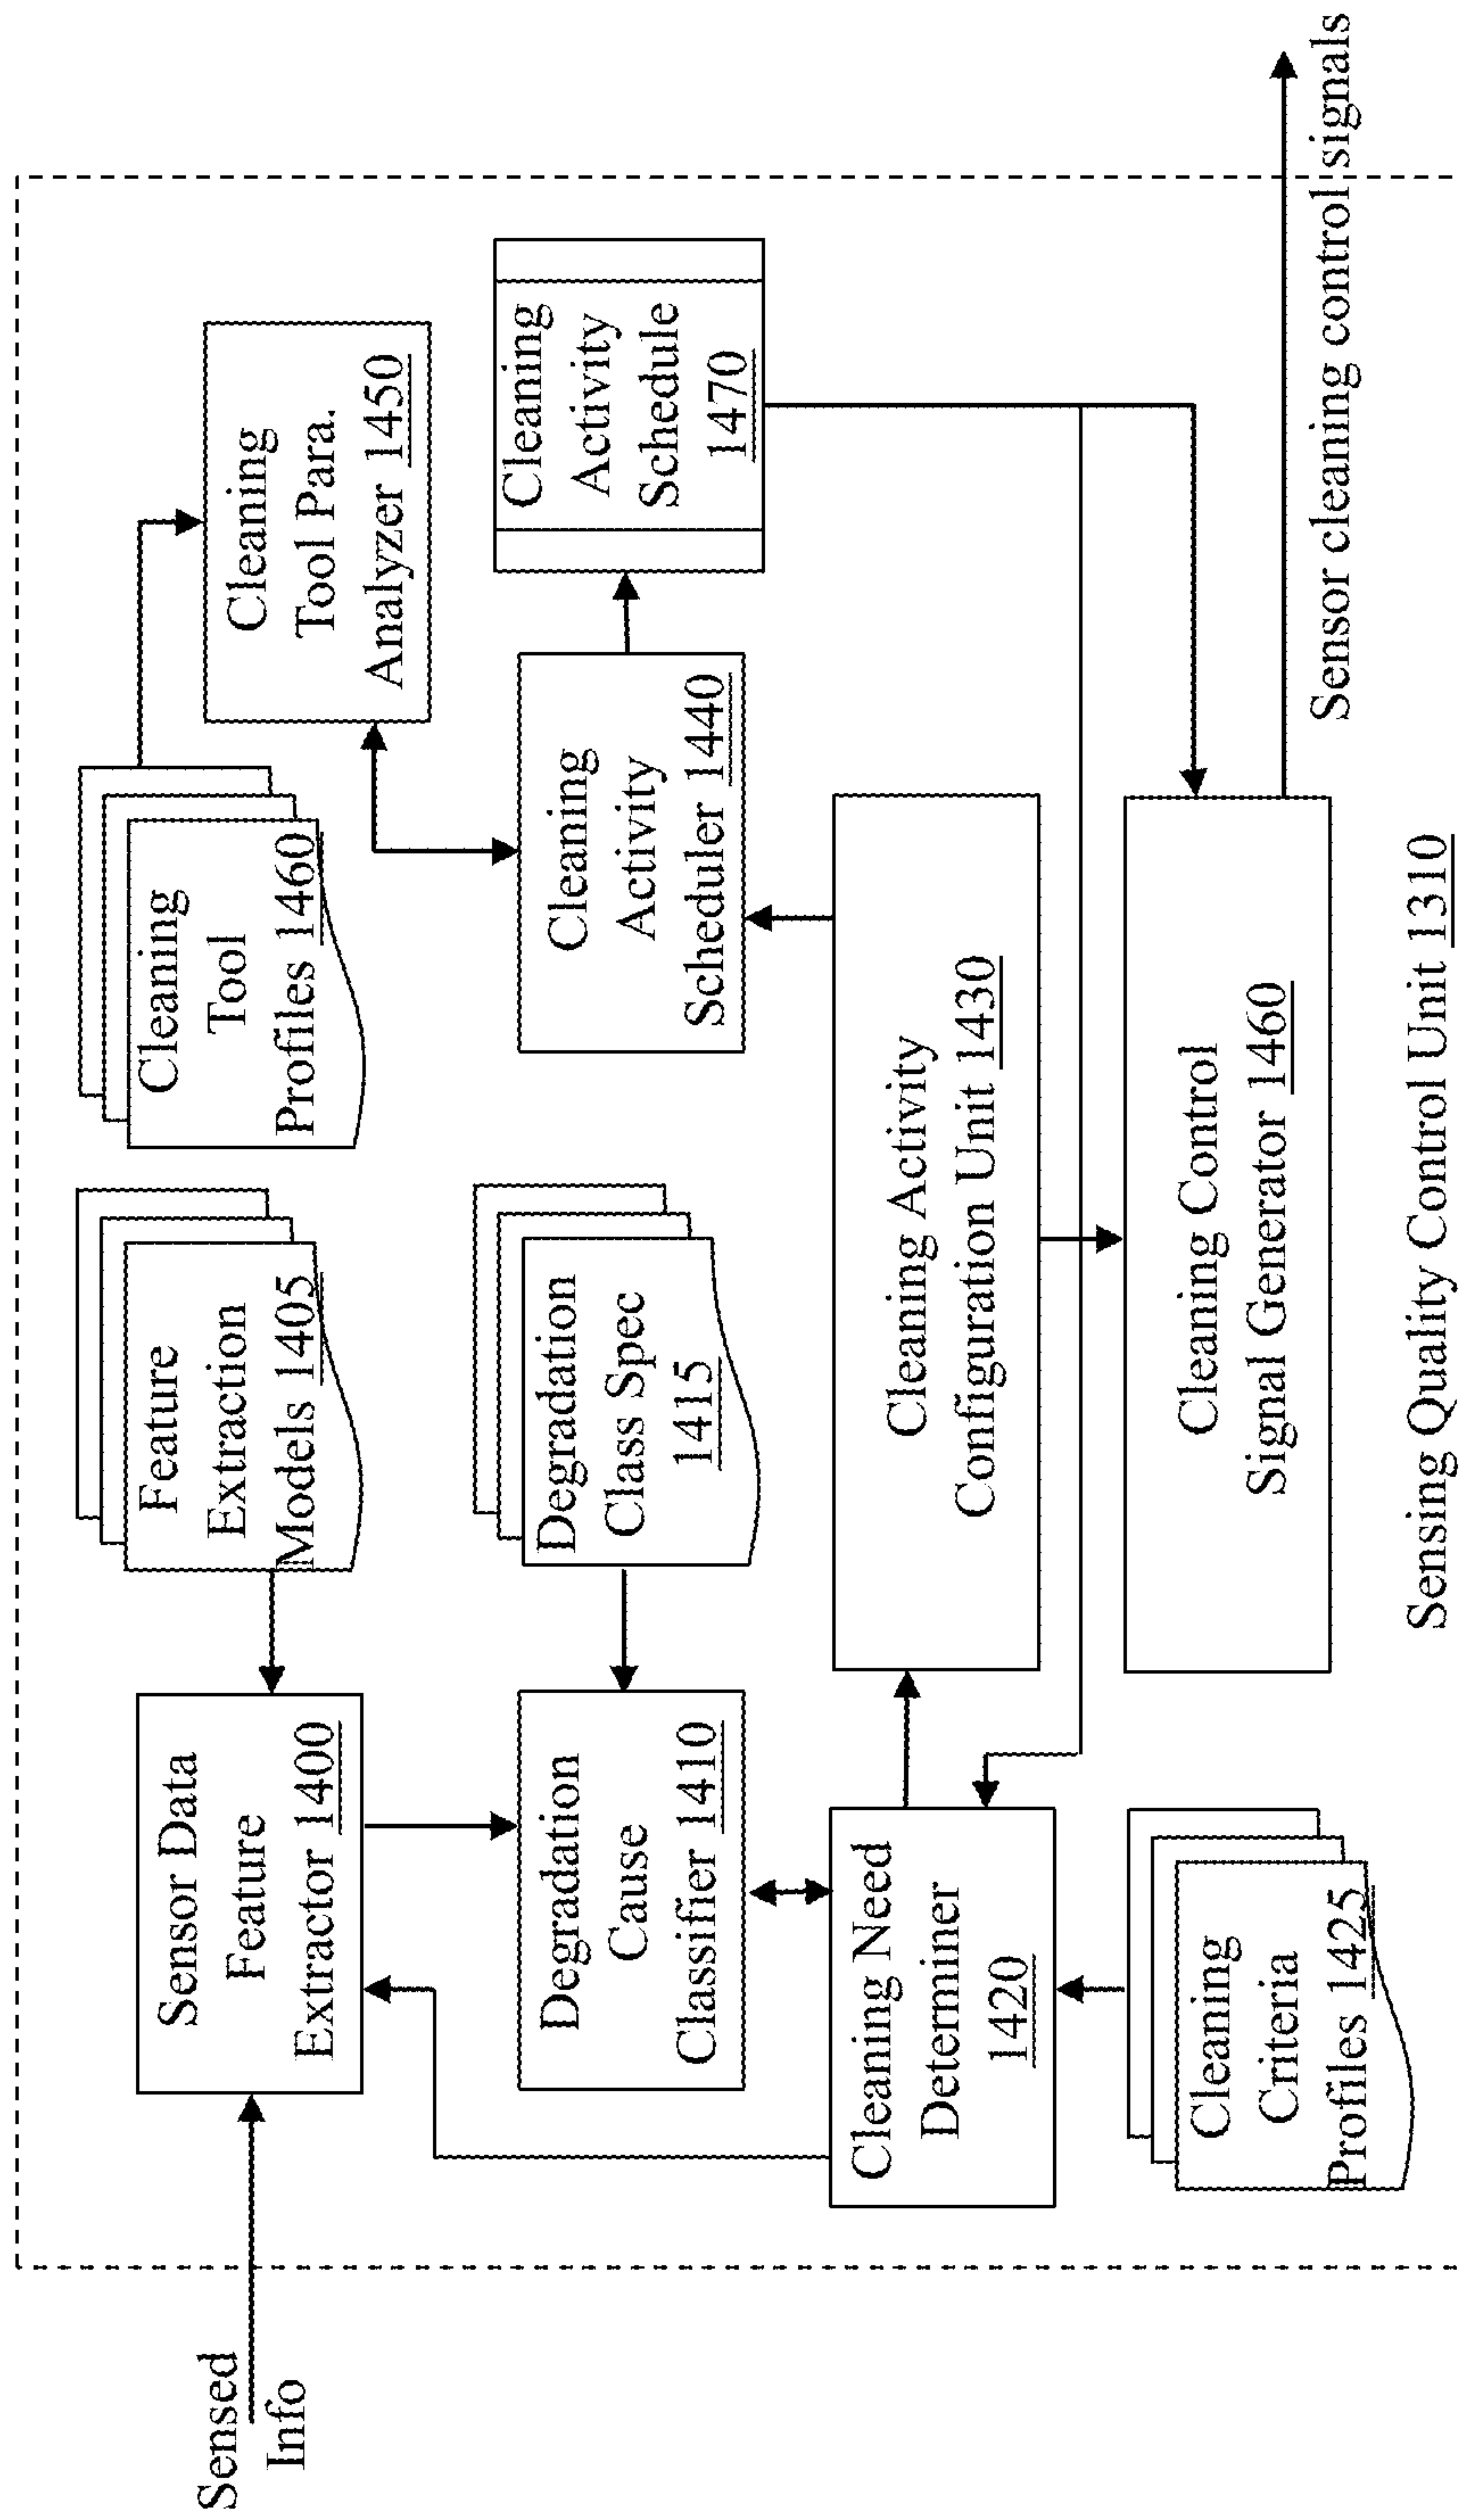 Sensed
Info
Sensor Data
Feature
Extractor 1400
Feature
Extraction
Models 1405
Cleaning
Tool
Profiles 1460
Cleaning
Tool Para.
Analyzer 1450
Degradation
Cause
Classifier 1410
Degradation
Class Spec
1415
Cleaning
Activity
Scheduler 1440
Cleaning
Activity
Schedule
1470
Cleaning Need
Determiner
1420
Cleaning Activity
Configuration Unit 1430
Cleaning
Criteria
Profiles 1425
Cleaning Control
Signal Generator 1460
Sensor cleaning control signals
Sensing Quality Control Unit 1310